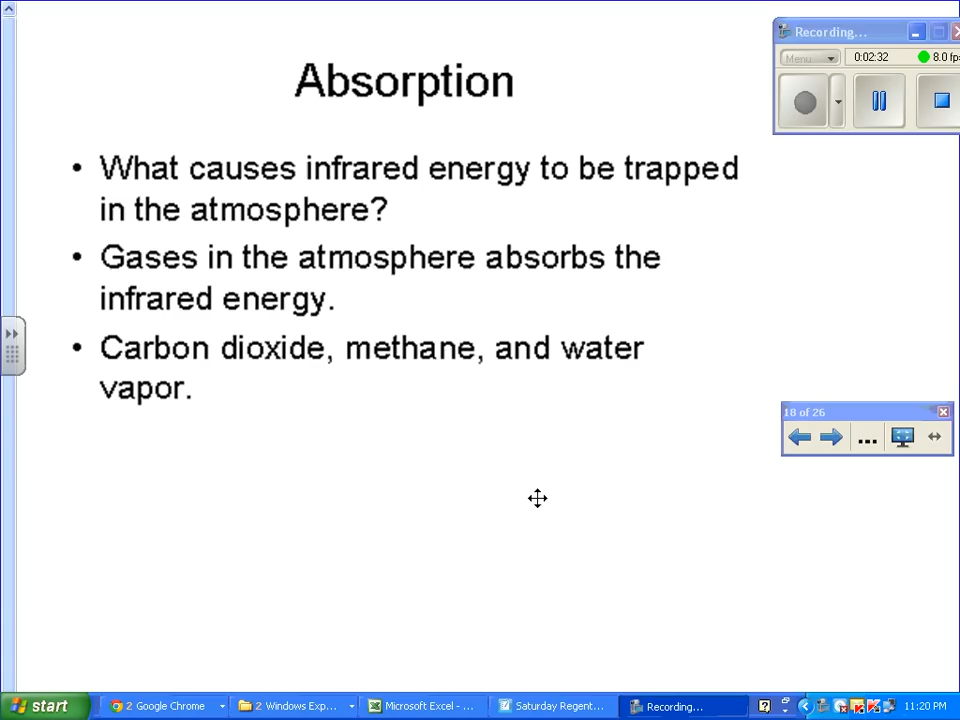 Absorption
• What causes infrared energy to be trapped
in the atmosphere?
• Gases in the atmosphere absorbs the
infrared energy.
• Carbon dioxide, methane, and water
vapor.
Recording...
Menu
0:02:32
8.0 fp
18 of 26
...
start
2 Google Chrome
2 Windows Exp...
Microsoft Excel - ...
Saturday Regent...
Recording...
11:20 PM